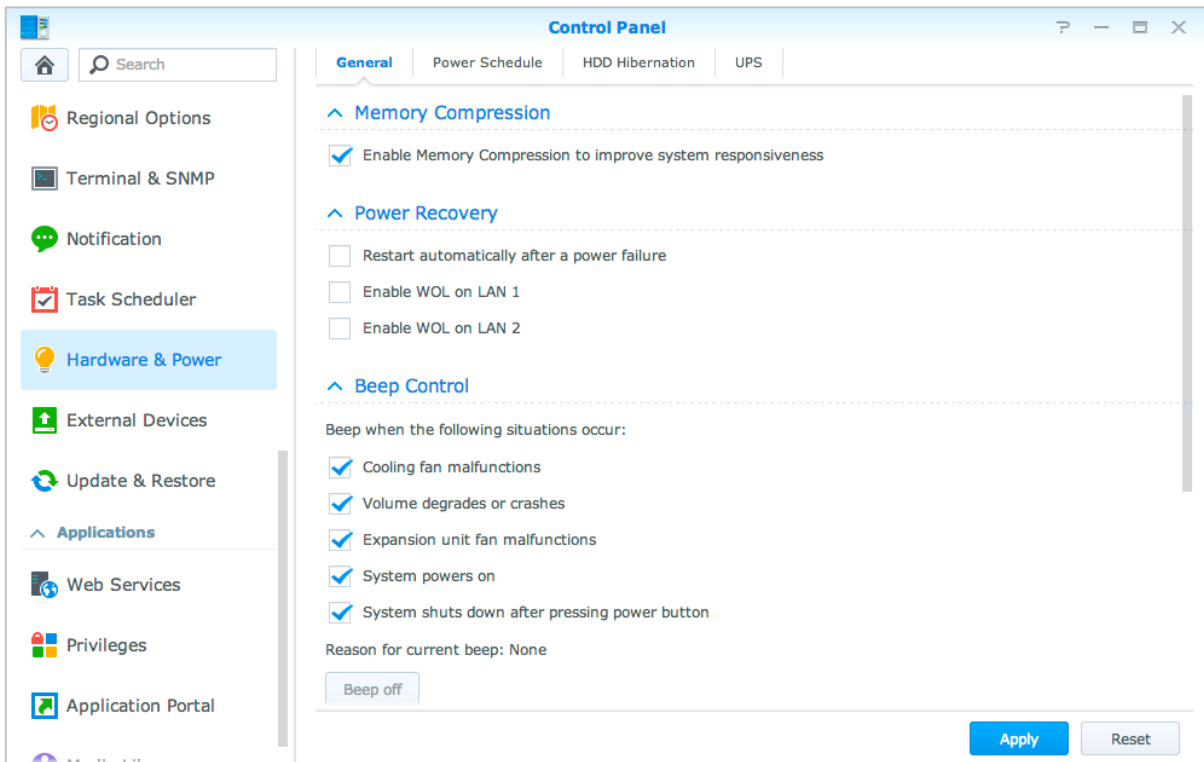 Control Panel
Search
Regional Options
Terminal & SNMP
Notification
Task Scheduler
Hardware & Power
External Devices
Update & Restore
Applications
Web Services
Privileges
Application Portal
General Power Schedule HDD Hibernation UPS
Memory Compression
Enable Memory Compression to improve system responsiveness
Power Recovery
Restart automatically after a power failure
Enable WOL on LAN 1
Enable WOL on LAN 2
Beep Control
Beep when the following situations occur:
Cooling fan malfunctions
Volume degrades or crashes
Expansion unit fan malfunctions
System powers on
System shuts down after pressing power button
Reason for current beep: None
Beep off
Apply Reset